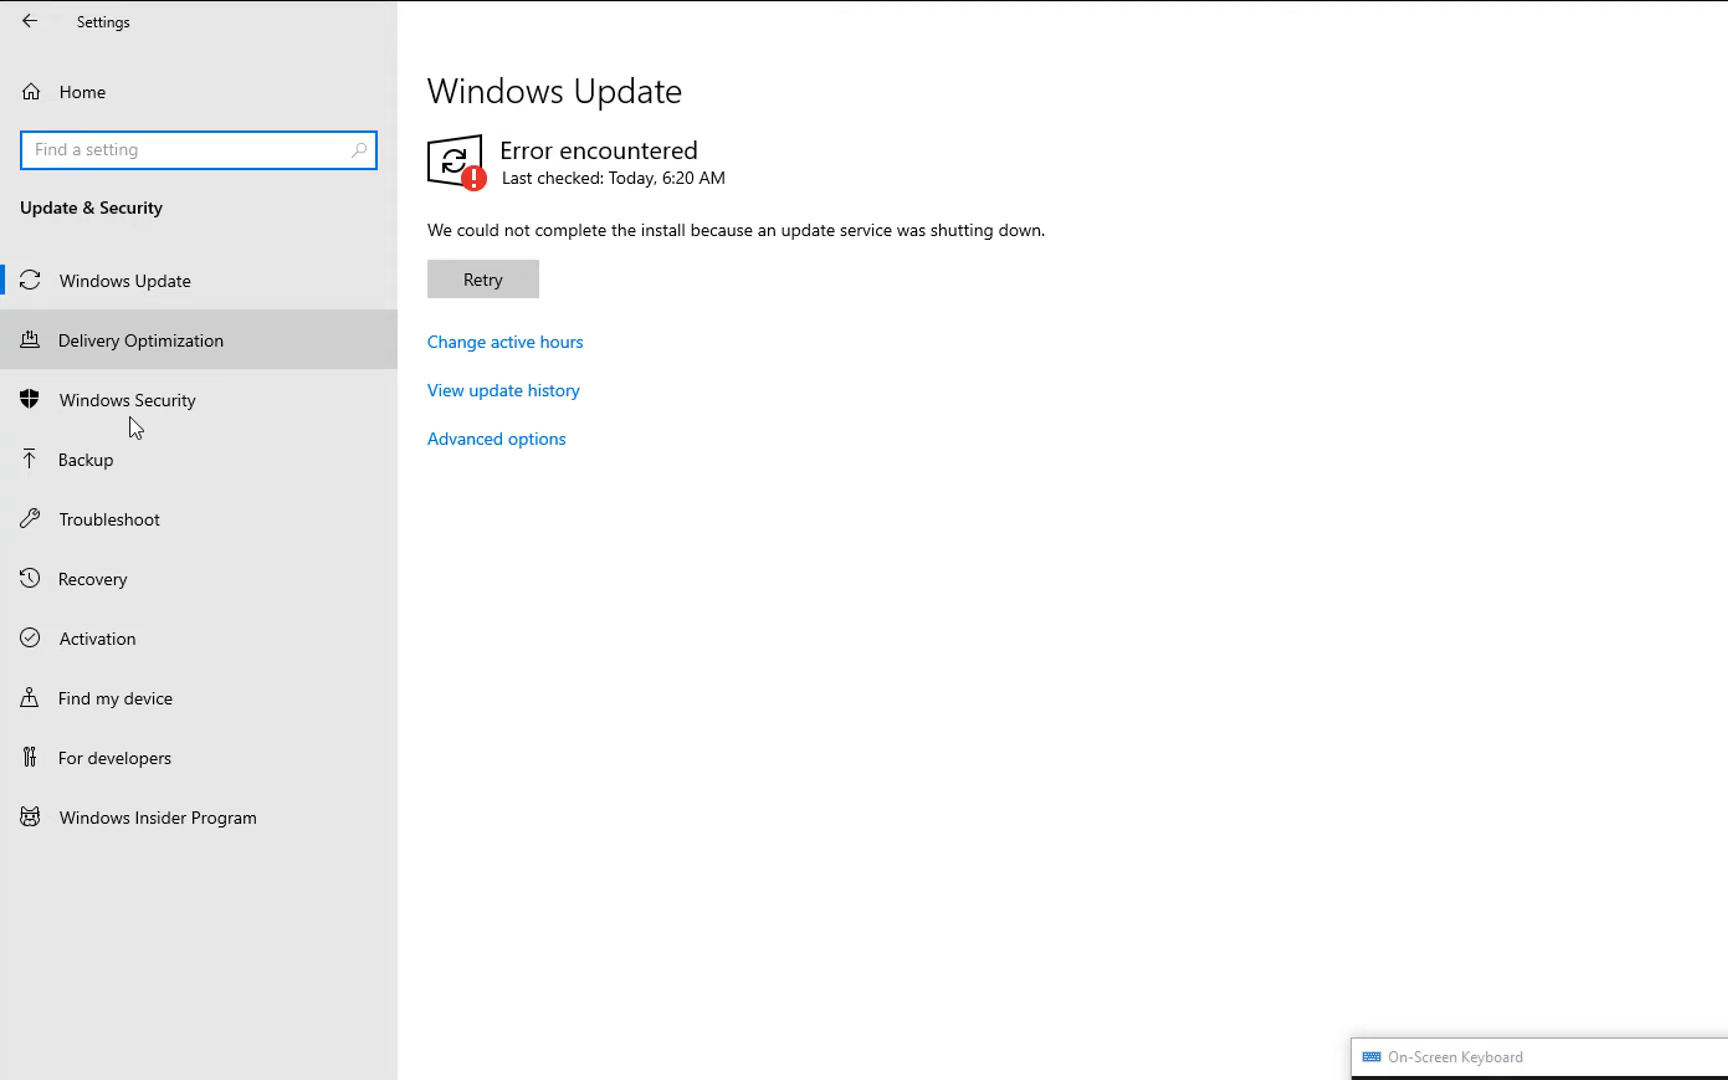 Settings
Home
Find a setting
Update & Security
Windows Update
Delivery Optimization
Windows Security
Backup
Troubleshoot
Recovery
Activation
Find my device
For developers
Windows Insider Program
Windows Update
Error encountered
Last checked: Today, 6:20 AM
We could not complete the install because an update service was shutting down.
Retry
Change active hours
View update history
Advanced options
On-Screen Keyboard